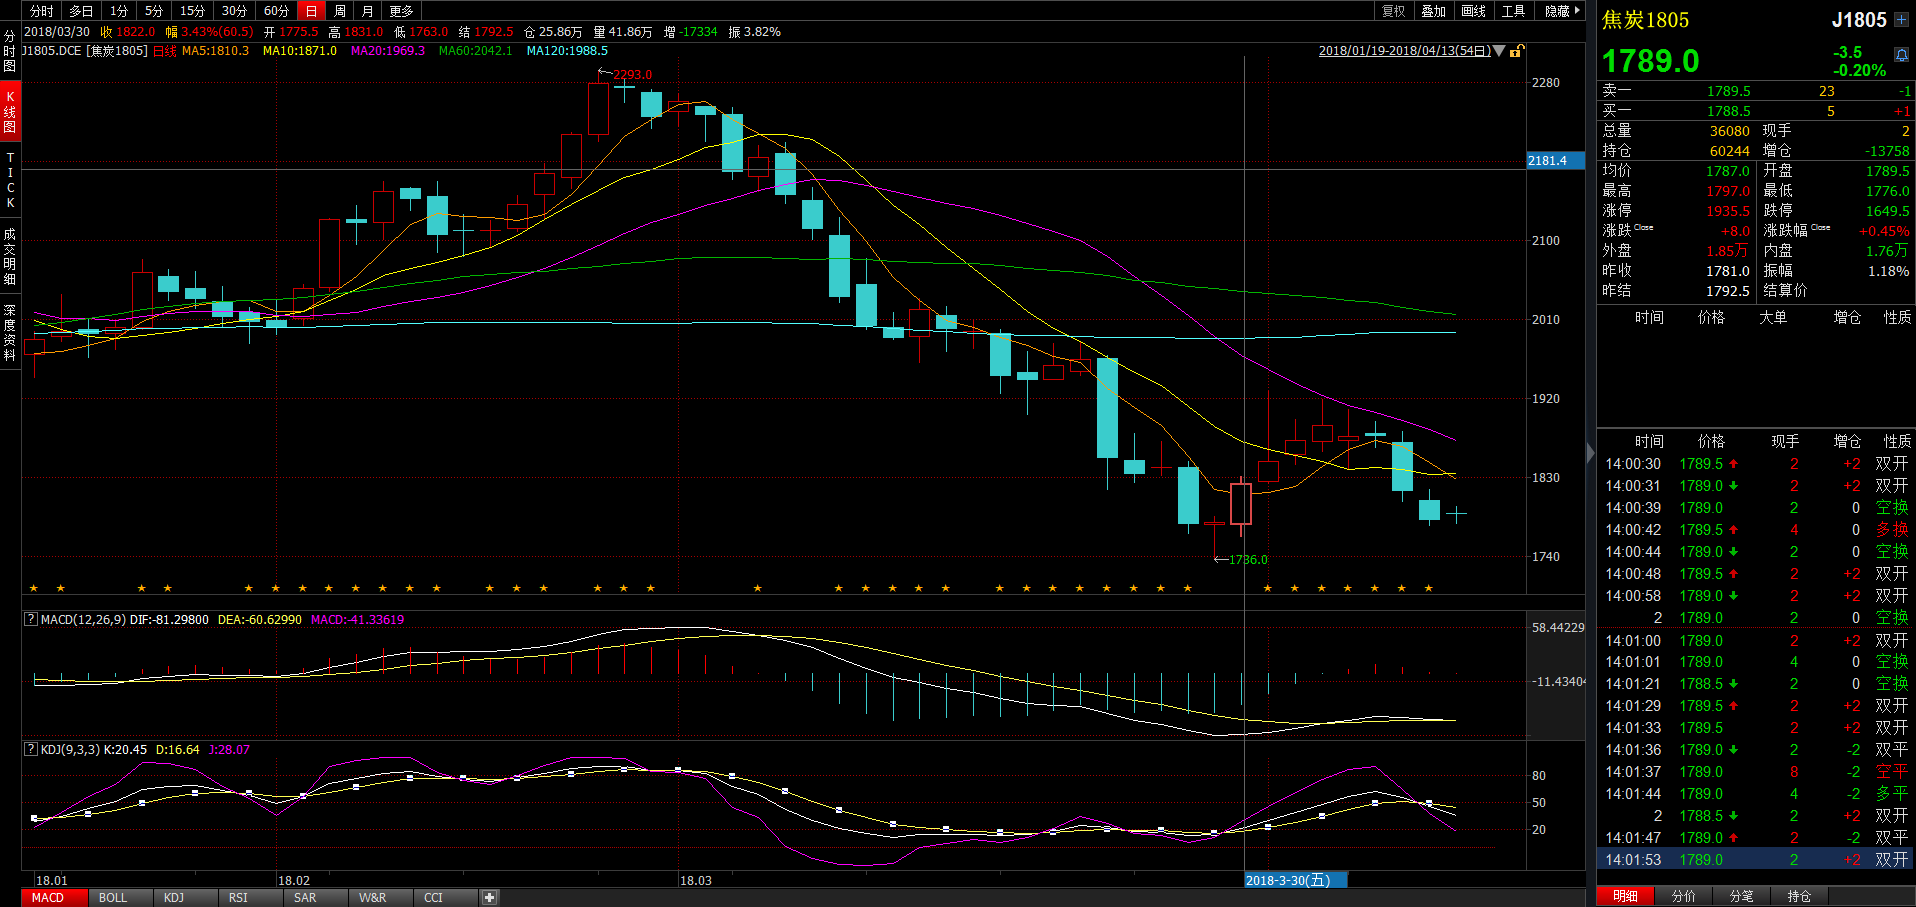 分时 多日 1分 5分 15分 30分 60分 日 周 月 更多 复权 叠加 画线 工具 隐藏
2018/03/30 收 1822.0 幅 3.43%(60.5) 开 1775.5 高 1831.0 低 1763.0 结 1792.5 仓 25.86万 量 41.86万 增 -17334 振 3.82%
J1805.DCE [焦炭1805] 日线 MA5:1810.3 MA10:1871.0 MA20:1969.3 MA60:2042.1 MA120:1988.5 2018/01/19-2018/04/13(54日)
分时图
K线图
TICK
成交明细
深度资料
2293.0
1736.0
2280
2181.4
2100
2010
1920
1830
1740
? MACD(12,26,9) DIF:-81.29800 DEA:-60.62990 MACD:-41.33619
58.44229
-11.43404
? KDJ(9,3,3) K:20.45 D:16.64 J:28.07
80
50
20
18.01 18.02 18.03 2018-3-30(五)
MACD BOLL KDJ RSI SAR W&R CCI
焦炭1805 J1805
1789.0 -3.5
-0.20%
卖一 1789.5 23 -1
买一 1788.5 5 +1
总量 36080 现手 2
持仓 60244 增仓 -13758
均价 1787.0 开盘 1789.5
最高 1797.0 最低 1776.0
涨停 1935.5 跌停 1649.5
涨跌 Close +8.0 涨跌幅 Close +0.45%
外盘 1.85万 内盘 1.76万
昨收 1781.0 振幅 1.18%
昨结 1792.5 结算价
时间 价格 大单 增仓 性质
时间 价格 现手 增仓 性质
14:00:30 1789.5 2 +2 双开
14:00:31 1789.0 2 +2 双开
14:00:39 1789.0 2 0 空换
14:00:42 1789.5 4 0 多换
14:00:44 1789.0 2 0 空换
14:00:48 1789.5 2 +2 双开
14:00:58 1789.0 2 +2 双开
2 1789.0 2 0 空换
14:01:00 1789.0 2 +2 双开
14:01:01 1789.0 4 0 空换
14:01:21 1788.5 2 0 空换
14:01:29 1789.5 2 +2 双开
14:01:33 1789.5 2 +2 双开
14:01:36 1789.0 2 -2 双平
14:01:37 1789.0 8 -2 空平
14:01:44 1789.0 4 -2 多平
2 1788.5 2 +2 双开
14:01:47 1789.0 2 -2 双平
14:01:53 1789.0 2 +2 双开
明细 分价 分笔 持仓